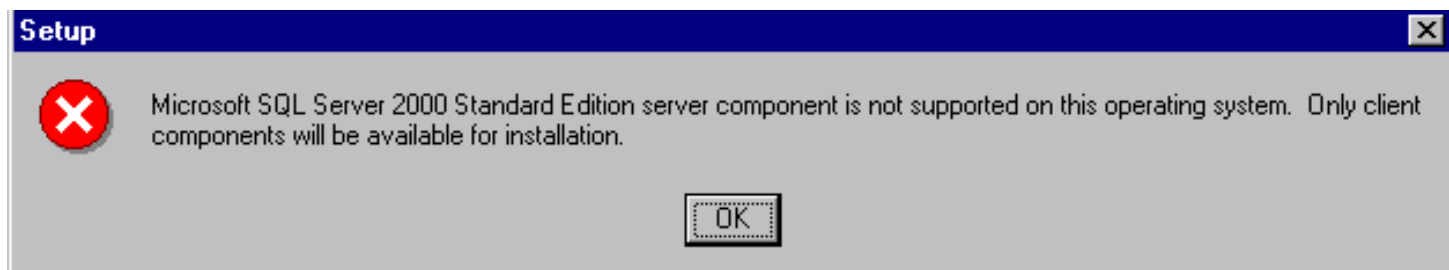 Setup
Microsoft SQL Server 2000 Standard Edition server component is not supported on this operating system.  Only client
components will be available for installation.
OK